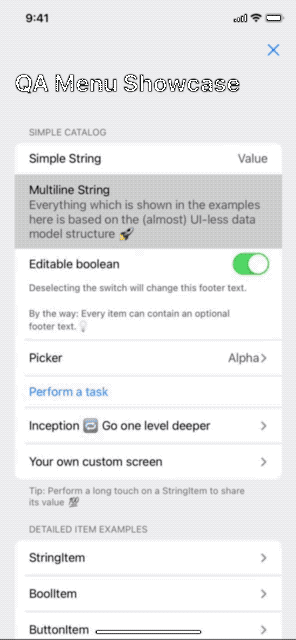 9:41
QA Menu Showcase
SIMPLE CATALOG
Simple String Value
Multiline String
Everything which is shown in the examples
here is based on the (almost) UI-less data
model structure 🚀
Editable boolean
Deselecting the switch will change this footer text.
By the way: Every item can contain an optional
footer text.💡
Picker Alpha
Perform a task
Inception 🔁 Go one level deeper
Your own custom screen
Tip: Perform a long touch on a StringItem to share
its value 💯
DETAILED ITEM EXAMPLES
StringItem
BoolItem
ButtonItem